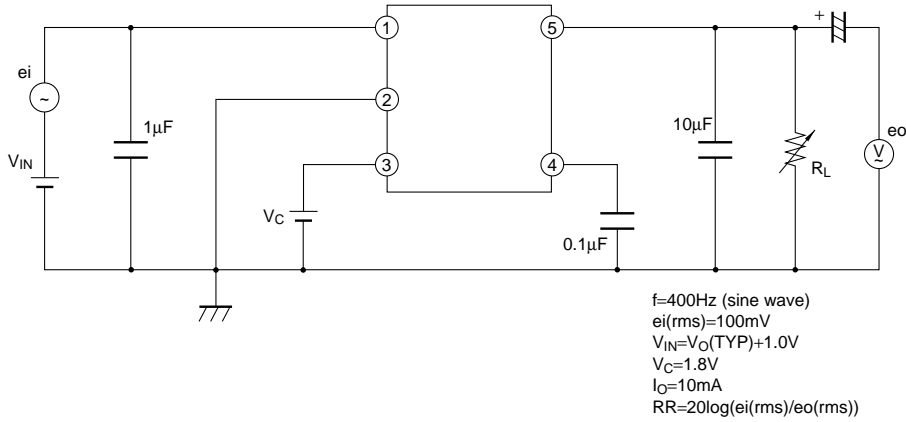 1
5
+
ei
~
2
1µF
10µF
eo
V
~
VIN
3
4
RL
VC
0.1µF
f=400Hz (sine wave)
ei(rms)=100mV
VIN=VO(TYP)+1.0V
VC=1.8V
IO=10mA
RR=20log(ei(rms)/eo(rms))